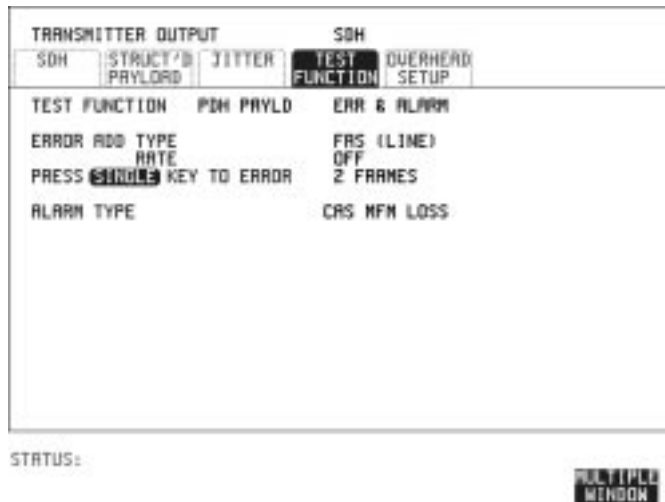 TRANSMITTER OUTPUT SDH
SDH STRUCT'D PAYLOAD JITTER TEST FUNCTION OVERHEAD SETUP
TEST FUNCTION PDH PAYLD ERR & ALARM
ERROR ADD TYPE FAS (LINE)
RATE OFF
PRESS SINGLE KEY TO ERROR 2 FRAMES
ALARM TYPE CAS MFM LOSS
STATUS:
MULTIPLE
WINDOW